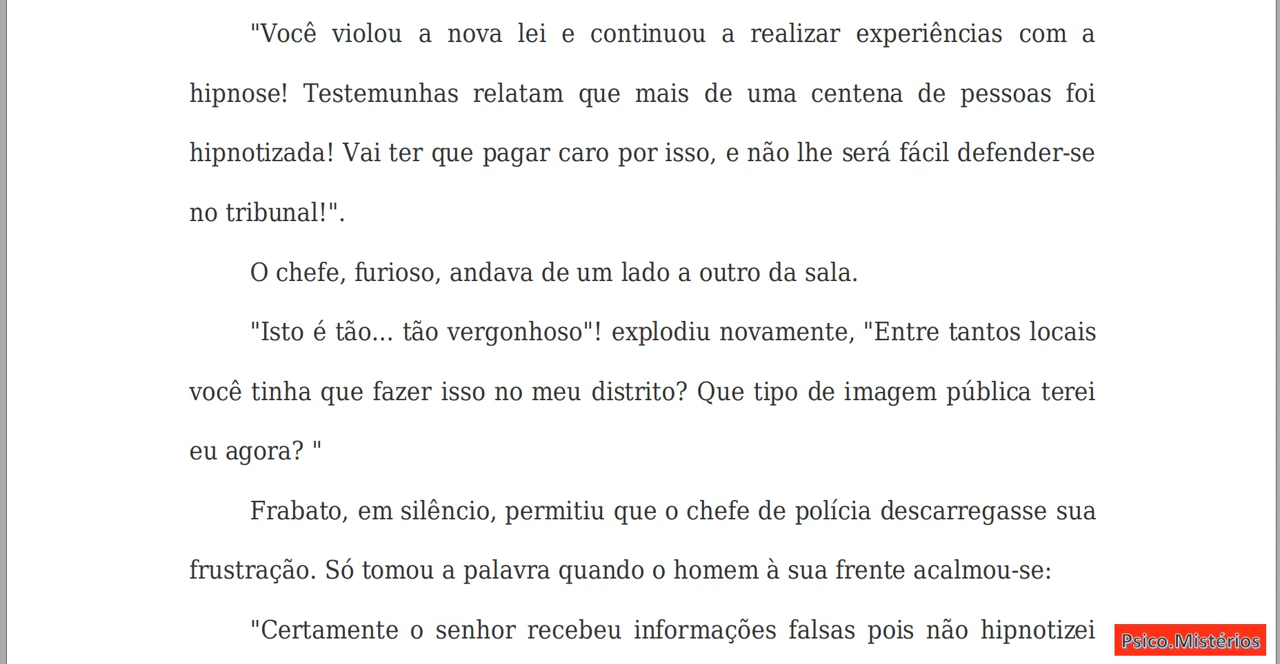 "Você violou a nova lei e continuou a realizar experiências com a
hipnose! Testemunhas relatam que mais de uma centena de pessoas foi
hipnotizada! Vai ter que pagar caro por isso, e não lhe será fácil defender-se
no tribunal!".
O chefe, furioso, andava de um lado a outro da sala.
"Isto é tão... tão vergonhoso"! explodiu novamente, "Entre tantos locais
você tinha que fazer isso no meu distrito? Que tipo de imagem pública terei
eu agora? "
Frabato, em silêncio, permitiu que o chefe de polícia descarregasse sua
frustração. Só tomou a palavra quando o homem à sua frente acalmou-se:
"Certamente o senhor recebeu informações falsas pois não hipnotizei
Psico.Mistérios